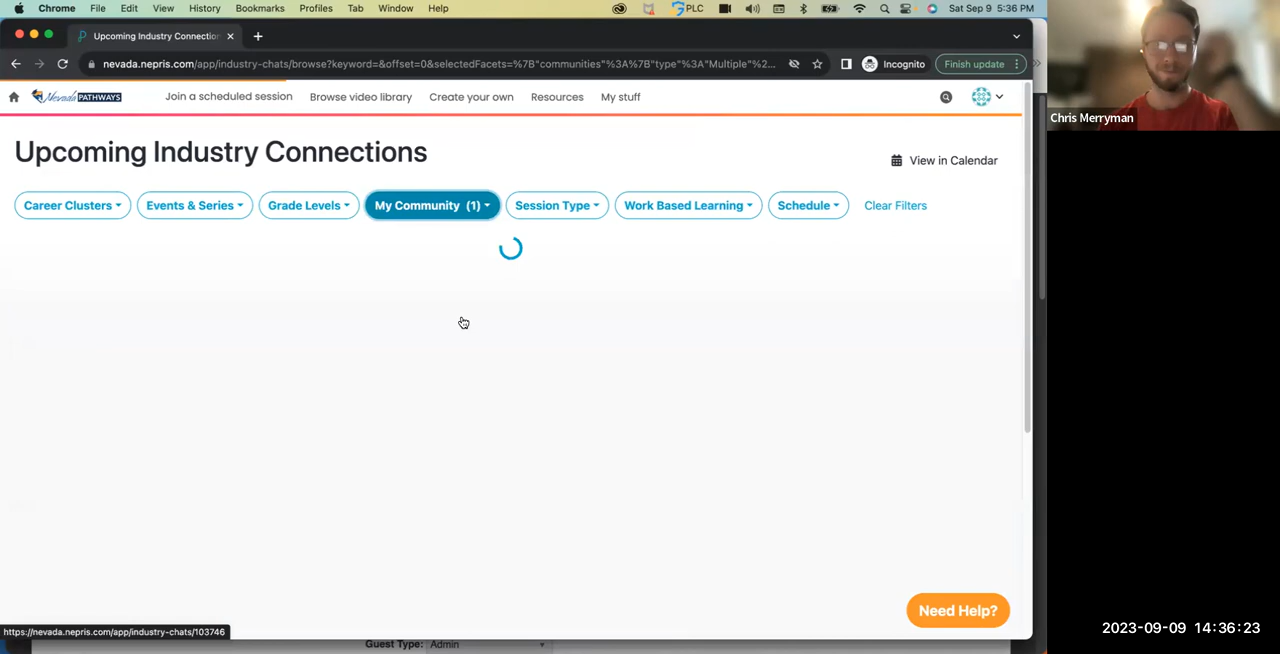 Chrome File Edit View History Bookmarks Profiles Tab Window Help PLC Sat Sep 9 5:36 PM
Upcoming Industry Connection
nevada.nepris.com/app/industry-chats/browse?keyword=&offset=0&selectedFacets=%7B"communities"%3A%7B"type"%3A"Multiple"%2... Incognito Finish update
Nevada PATHWAYS Join a scheduled session Browse video library Create your own Resources My stuff
Chris Merryman
Upcoming Industry Connections
View in Calendar
Career Clusters Events & Series Grade Levels My Community (1) Session Type Work Based Learning Schedule Clear Filters
Need Help?
https://nevada.nepris.com/app/industry-chats/103746
Guest Type: Admin
2023-09-09 14:36:23